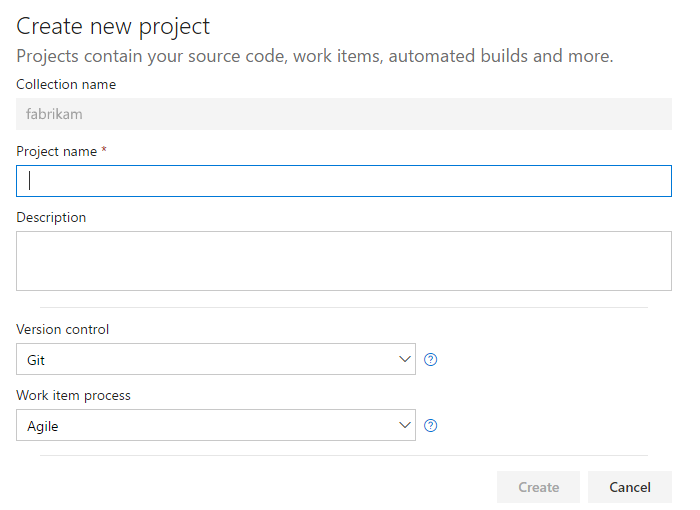 Create new project
Projects contain your source code, work items, automated builds and more.
Collection name
fabrikam
Project name *
Description
Version control
Git
Work item process
Agile
Create Cancel